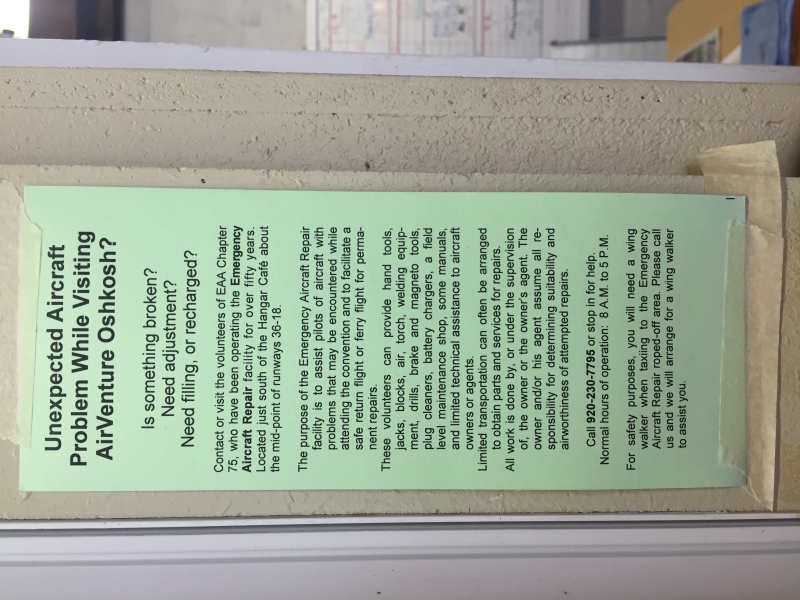 Unexpected Aircraft
Problem While Visiting
AirVenture Oshkosh?
Is something broken?
Need adjustment?
Need filling, or recharged?
Contact or visit the volunteers of EAA Chapter
75, who have been operating the Emergency
Aircraft Repair facility for over fifty years.
Located just south of the Hangar Café about
the mid-point of runways 36-18.
The purpose of the Emergency Aircraft Repair
facility is to assist pilots of aircraft with
problems that may be encountered while
attending the convention and to facilitate a
safe return flight or ferry flight for perma-
nent repairs.
These volunteers can provide hand tools,
jacks, blocks, air, torch, welding equip-
ment, drills, brake and magneto tools,
plug cleaners, battery chargers, a field
level maintenance shop, some manuals,
and limited technical assistance to aircraft
owners or agents.
Limited transportation can often be arranged
to obtain parts and services for repairs.
All work is done by, or under the supervision
of, the owner or the owner's agent. The
owner and/or his agent assume all re-
sponsibility for determining suitability and
airworthiness of attempted repairs.
Call 920-230-7795 or stop in for help.
Normal hours of operation: 8 A.M. to 5 P.M.
For safety purposes, you will need a wing
walker when taxiing to the Emergency
Aircraft Repair roped-off area. Please call
us and we will arrange for a wing walker
to assist you.